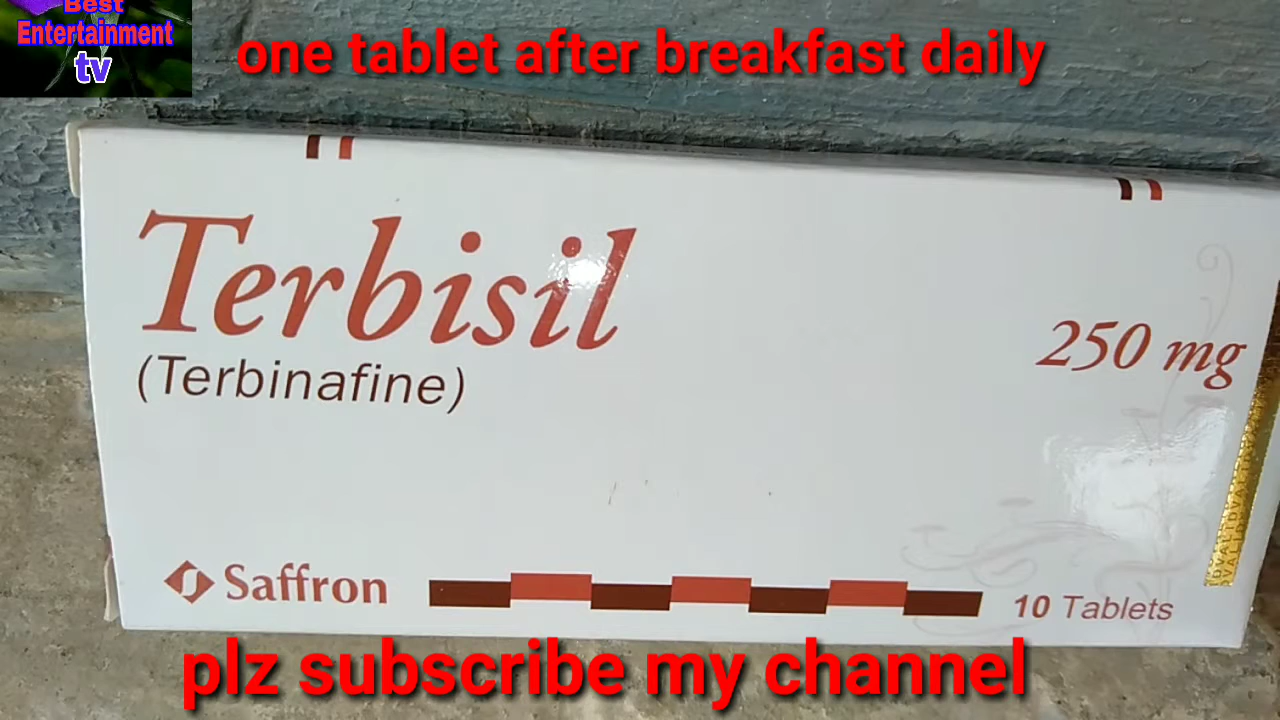 Best
Entertainment
tv
one tablet after breakfast daily
Terbisil
(Terbinafine)
250 mg
Saffron
10 Tablets
plz subscribe my channel